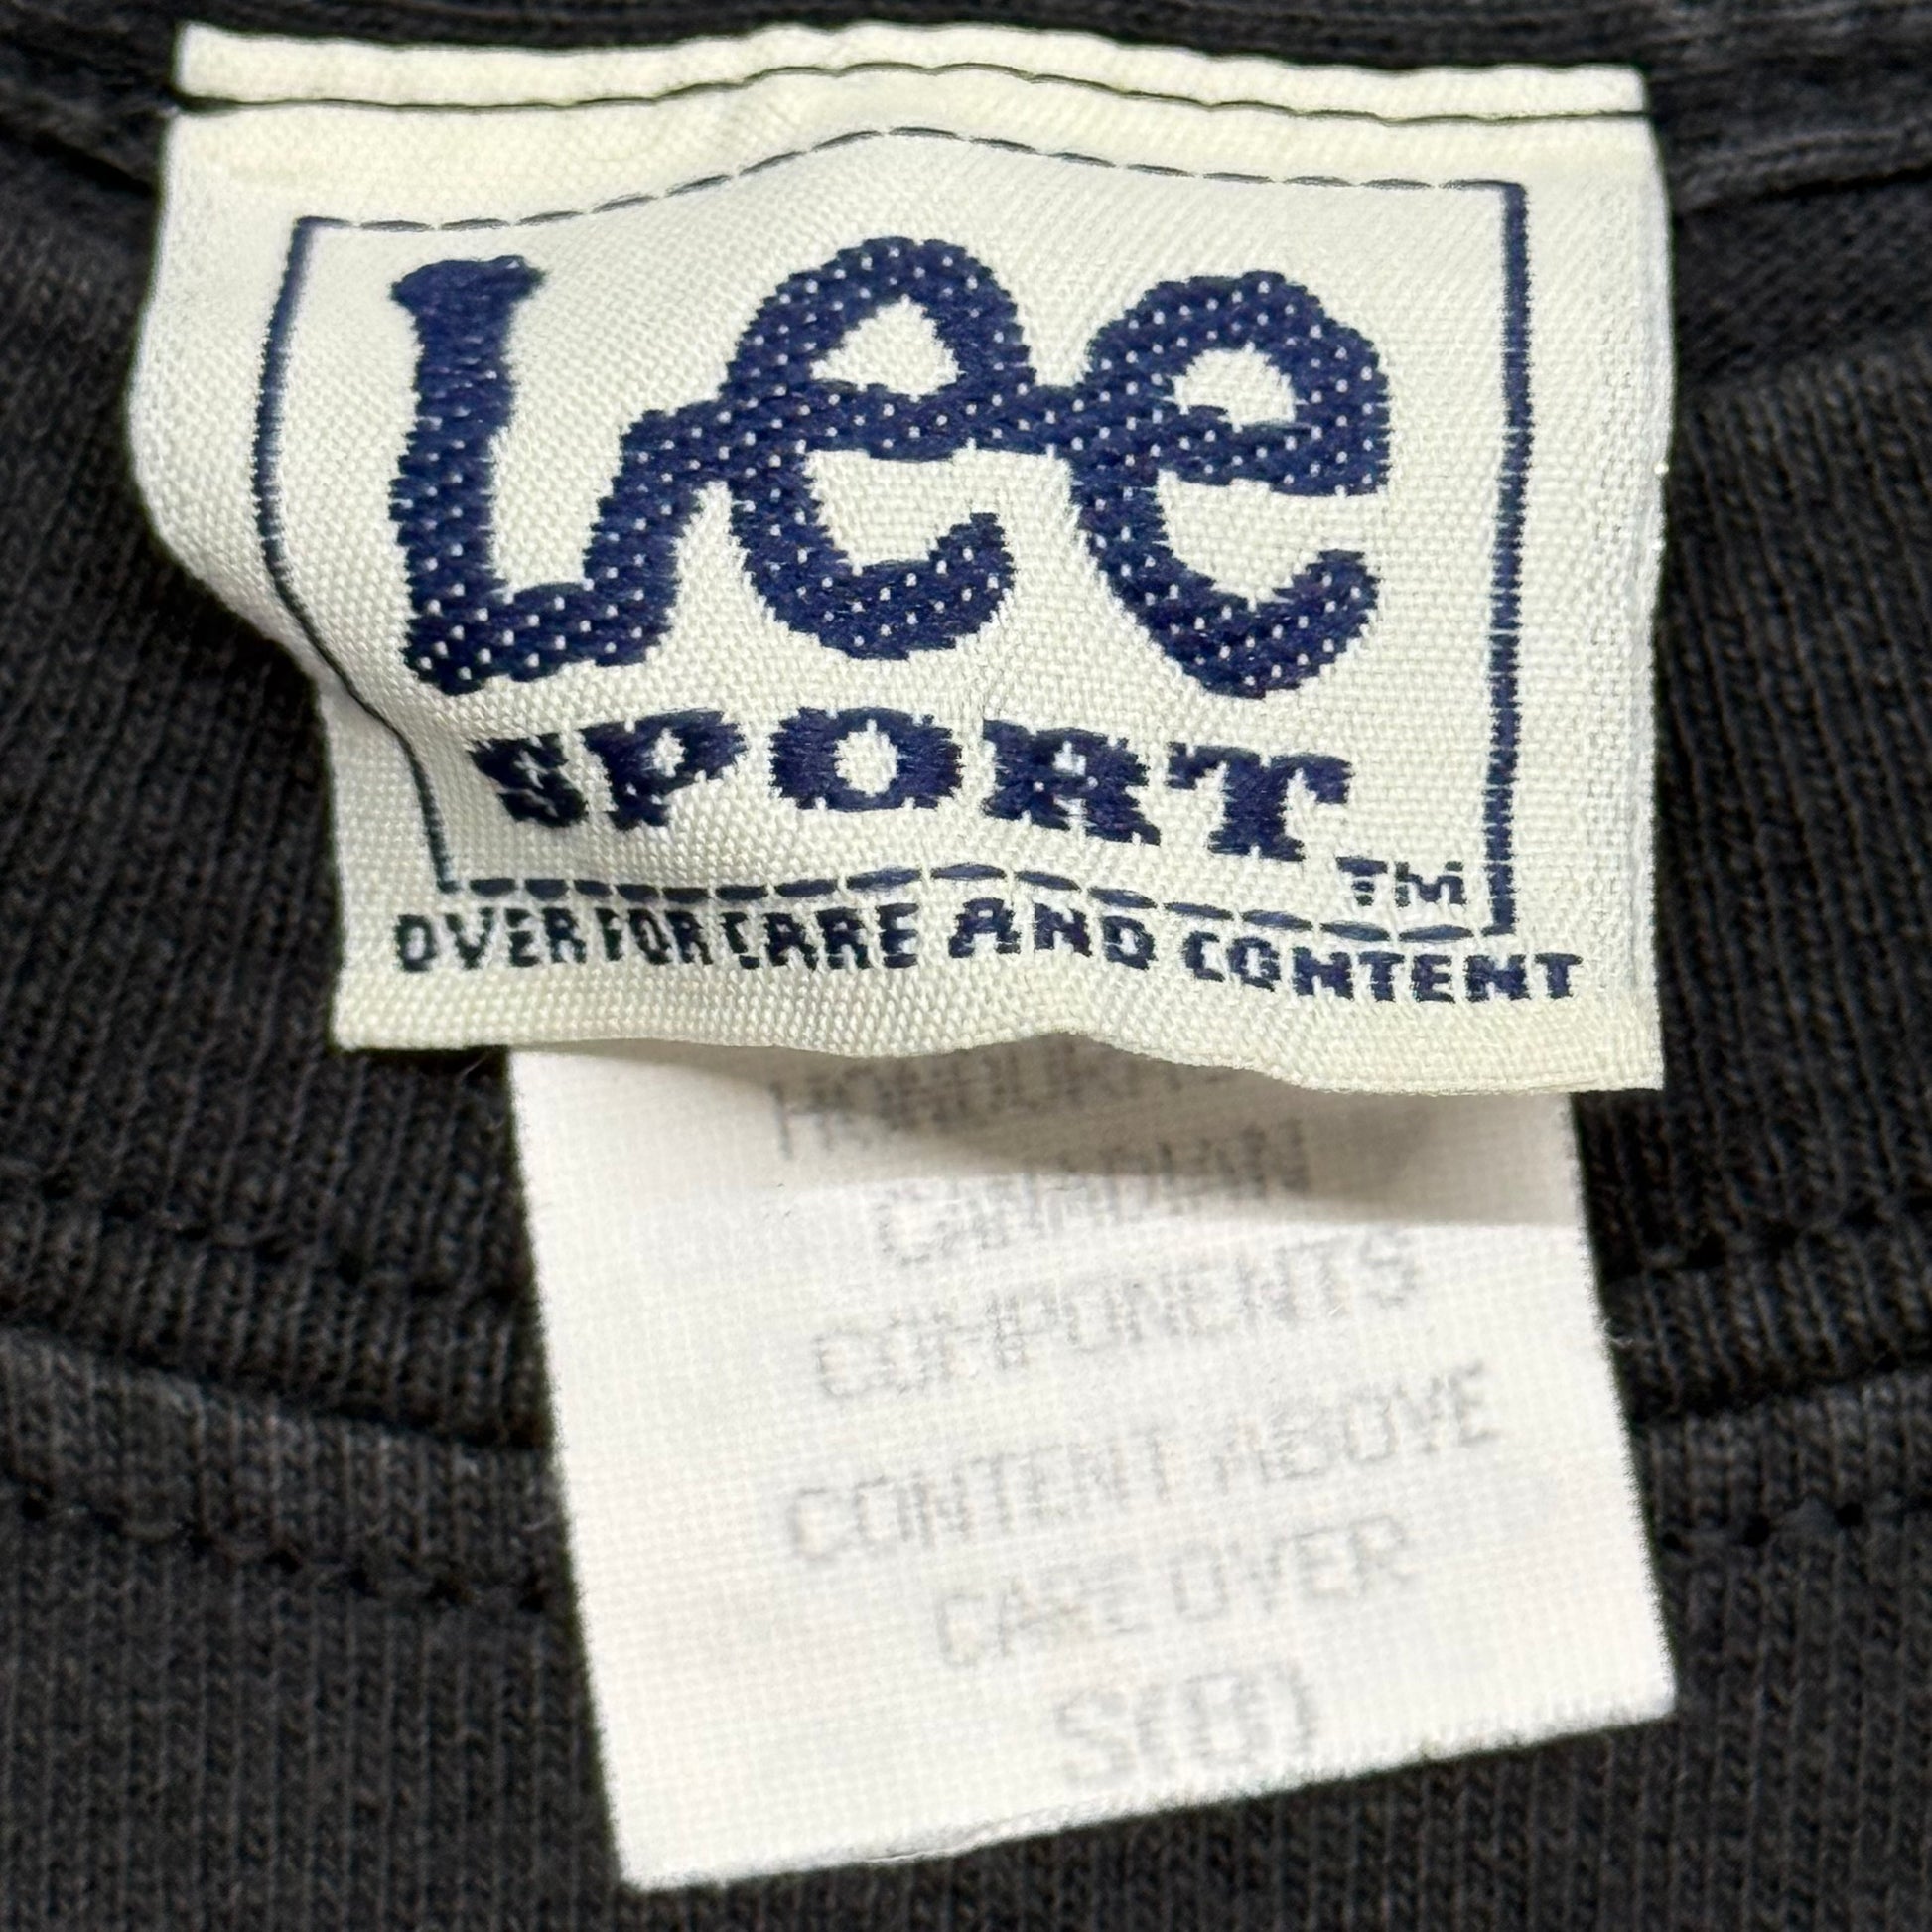 Lee
SPORT
TM
OVER FOR CARE AND CONTENT
CANADIAN
COMPONENTS
CONTENT ABOVE
CARE OVER